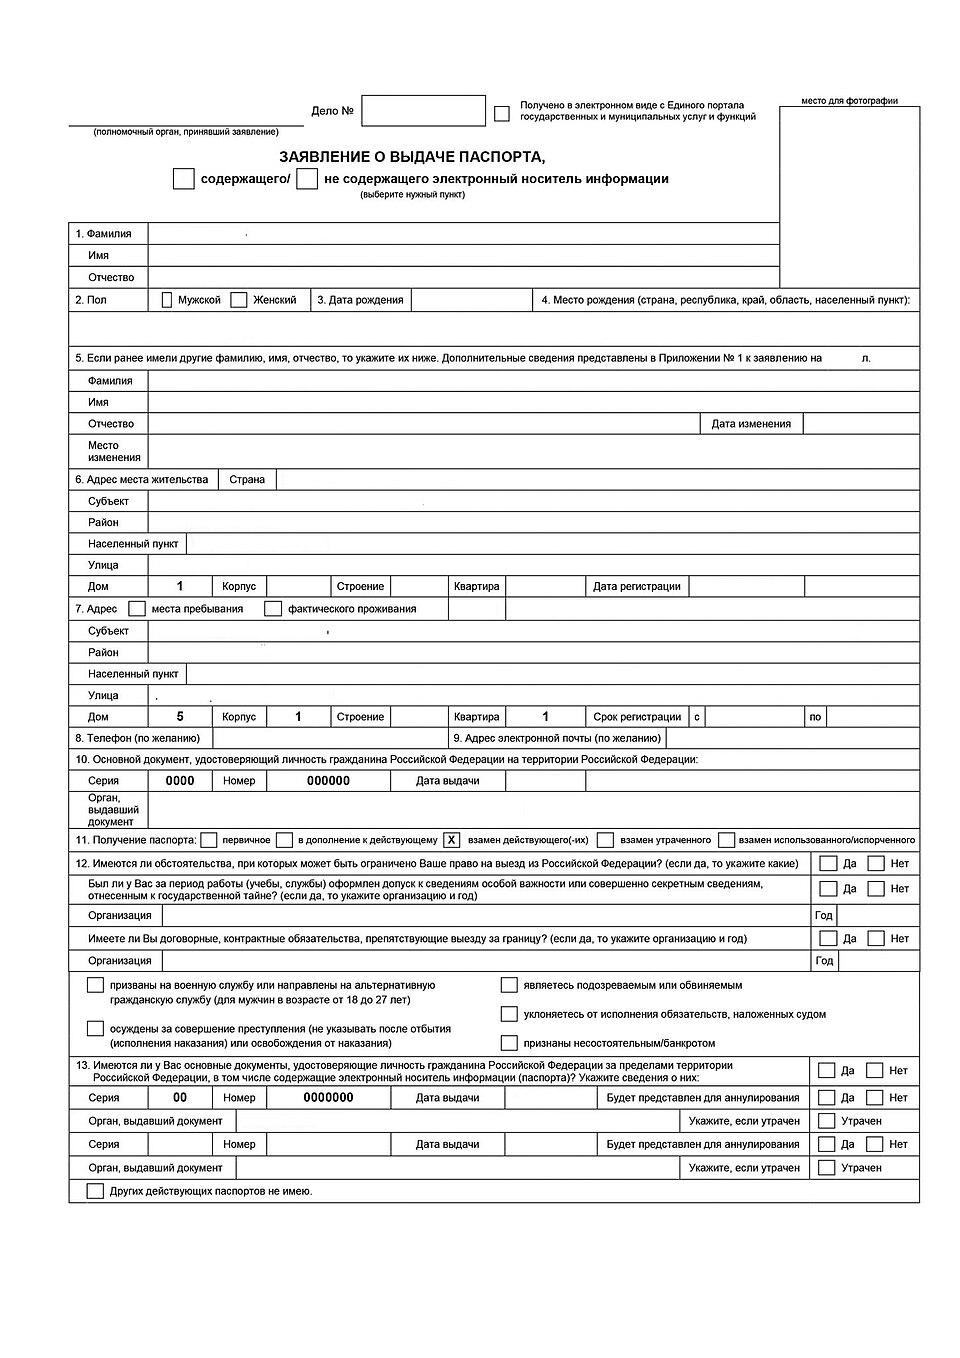 место для фотографии
Дело №
Получено в электронном виде с Единого портала
государственных и муниципальных услуг и функций
(полномочный орган, принявший заявление)
ЗАЯВЛЕНИЕ О ВЫДАЧЕ ПАСПОРТА,
содержащего/ не содержащего электронный носитель информации
(выберите нужный пункт)
1. Фамилия
Имя
Отчество
2. Пол Мужской Женский 3. Дата рождения 4. Место рождения (страна, республика, край, область, населенный пункт):
5. Если ранее имели другие фамилию, имя, отчество, то укажите их ниже. Дополнительные сведения представлены в Приложении № 1 к заявлению на л.
Фамилия
Имя
Отчество Дата изменения
Место
изменения
6. Адрес места жительства Страна
Субъект
Район
Населенный пункт
Улица
Дом 1 Корпус Строение Квартира Дата регистрации
7. Адрес места пребывания фактического проживания
Субъект
Район
Населенный пункт
Улица
Дом 5 Корпус 1 Строение Квартира 1 Срок регистрации с по
8. Телефон (по желанию) 9. Адрес электронной почты (по желанию)
10. Основной документ, удостоверяющий личность гражданина Российской Федерации на территории Российской Федерации:
Серия 0000 Номер 000000 Дата выдачи
Орган,
выдавший
документ
11. Получение паспорта: первичное в дополнение к действующему X взамен действующего(-их) взамен утраченного взамен использованного/испорченного
12. Имеются ли обстоятельства, при которых может быть ограничено Ваше право на выезд из Российской Федерации? (если да, то укажите какие) Да Нет
Был ли у Вас за период работы (учебы, службы) оформлен допуск к сведениям особой важности или совершенно секретным сведениям,
отнесенным к государственной тайне? (если да, то укажите организацию и год) Да Нет
Организация Год
Имеете ли Вы договорные, контрактные обязательства, препятствующие выезду за границу? (если да, то укажите организацию и год) Да Нет
Организация Год
призваны на военную службу или направлены на альтернативную
гражданскую службу (для мужчин в возрасте от 18 до 27 лет)
осуждены за совершение преступления (не указывать после отбытия
(исполнения наказания) или освобождения от наказания)
являетесь подозреваемым или обвиняемым
уклоняетесь от исполнения обязательств, наложенных судом
признаны несостоятельным/банкротом
13. Имеются ли у Вас основные документы, удостоверяющие личность гражданина Российской Федерации за пределами территории
Российской Федерации, в том числе содержащие электронный носитель информации (паспорта)? Укажите сведения о них: Да Нет
Серия 00 Номер 0000000 Дата выдачи Будет представлен для аннулирования Да Нет
Орган, выдавший документ Укажите, если утрачен Утрачен
Серия Номер Дата выдачи Будет представлен для аннулирования Да Нет
Орган, выдавший документ Укажите, если утрачен Утрачен
Других действующих паспортов не имею.